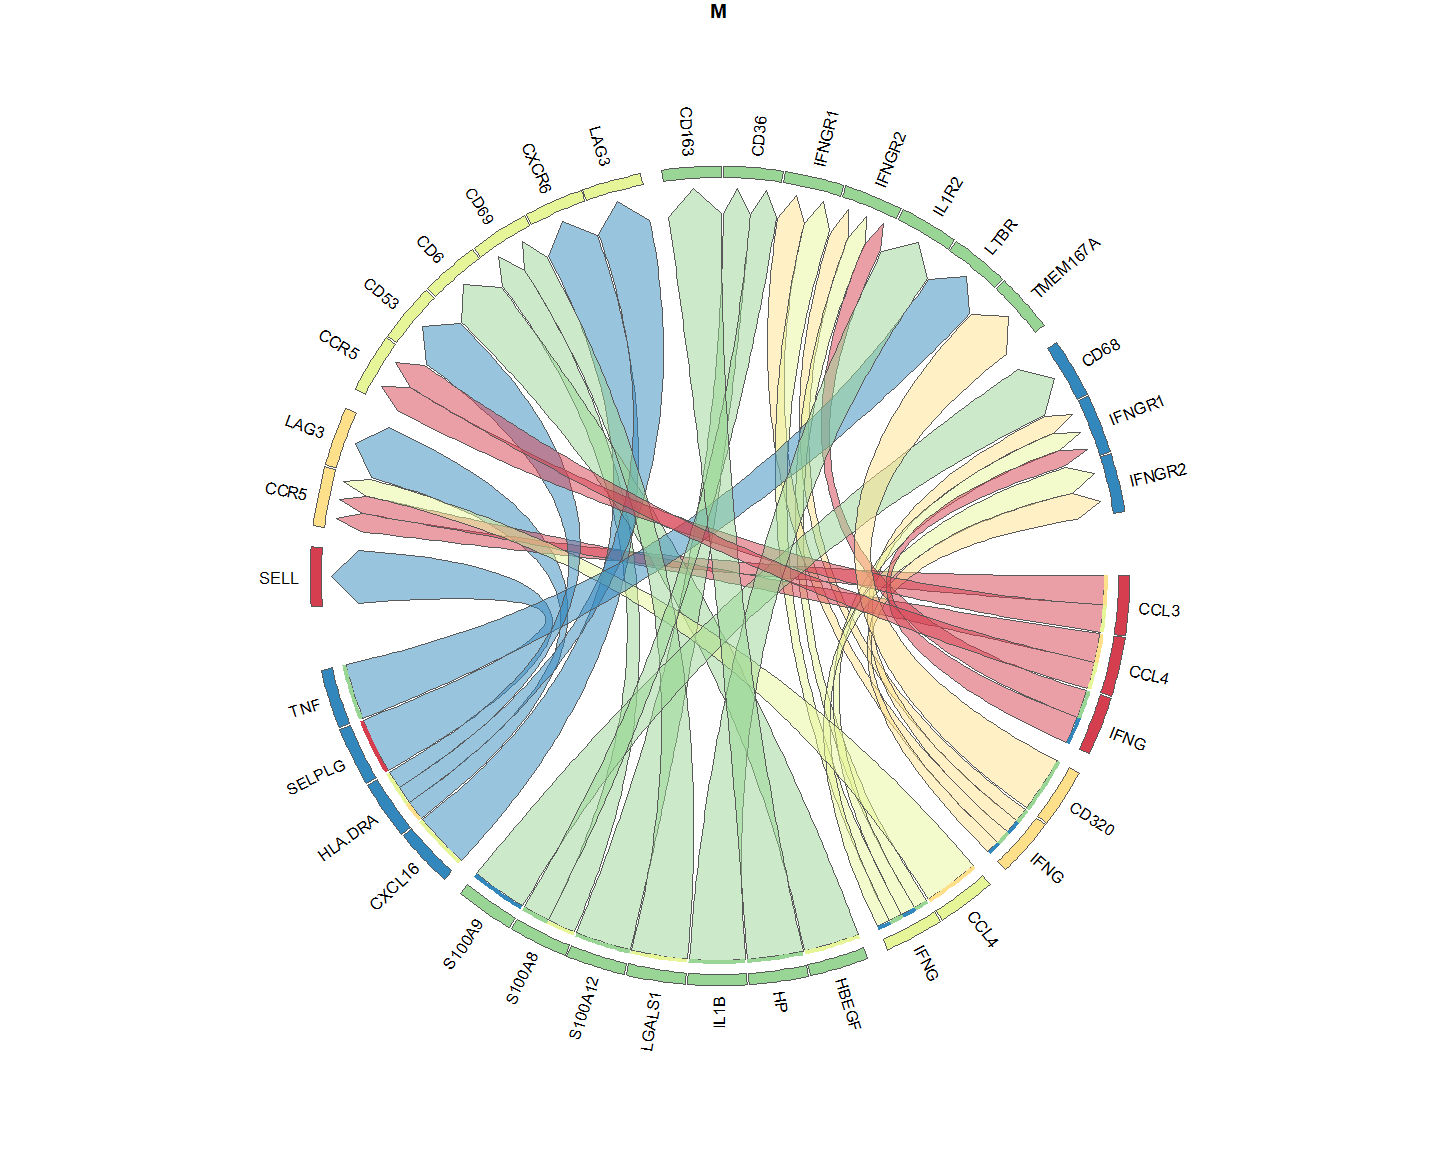 M
CD163
CD36
IFNGR1
IFNGR2
IL1R2
LTBR
TMEM167A
CD68
IFNGR1
IFNGR2
CCL3
CCL4
IFNG
CD320
IFNG
CCL4
IFNG
HBEGF
HP
IL1B
LGALS1
S100A12
S100A8
S100A9
CXCL16
HLA.DRA
SELPLG
TNF
SELL
CCR5
LAG3
CCR5
CD53
CD6
CD69
CXCR6
LAG3